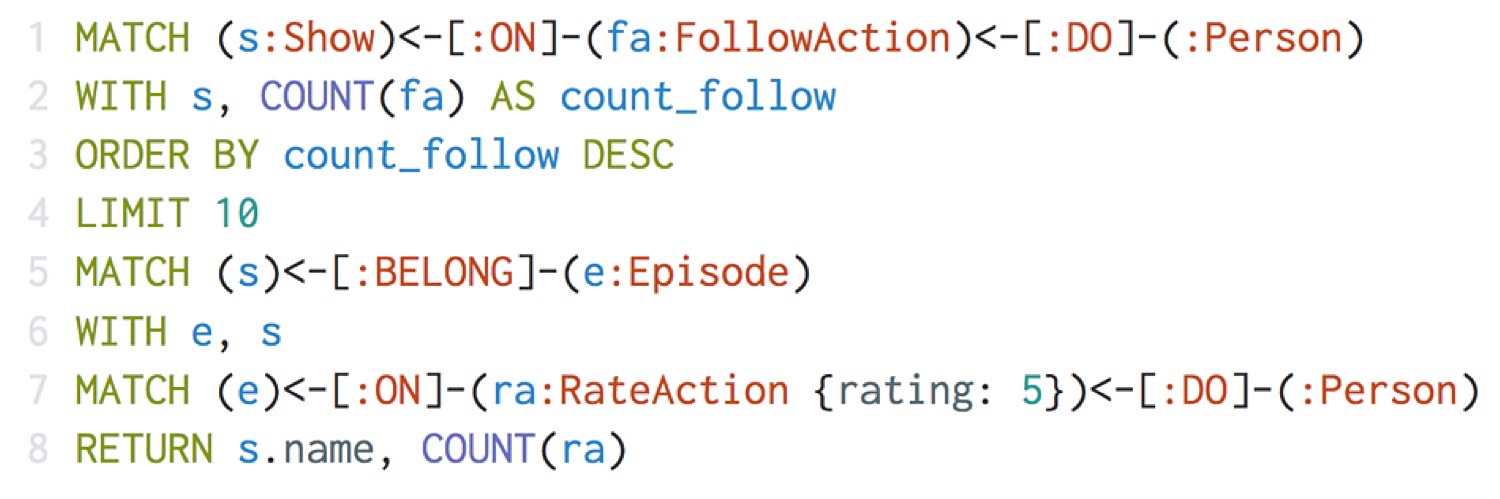 1 MATCH (s:Show)<-[:ON]-(fa:FollowAction)<-[:DO]-(:Person)
2 WITH s, COUNT(fa) AS count_follow
3 ORDER BY count_follow DESC
4 LIMIT 10
5 MATCH (s)<-[:BELONG]-(e:Episode)
6 WITH e, s
7 MATCH (e)<-[:ON]-(ra:RateAction {rating: 5})<-[:DO]-(:Person)
8 RETURN s.name, COUNT(ra)